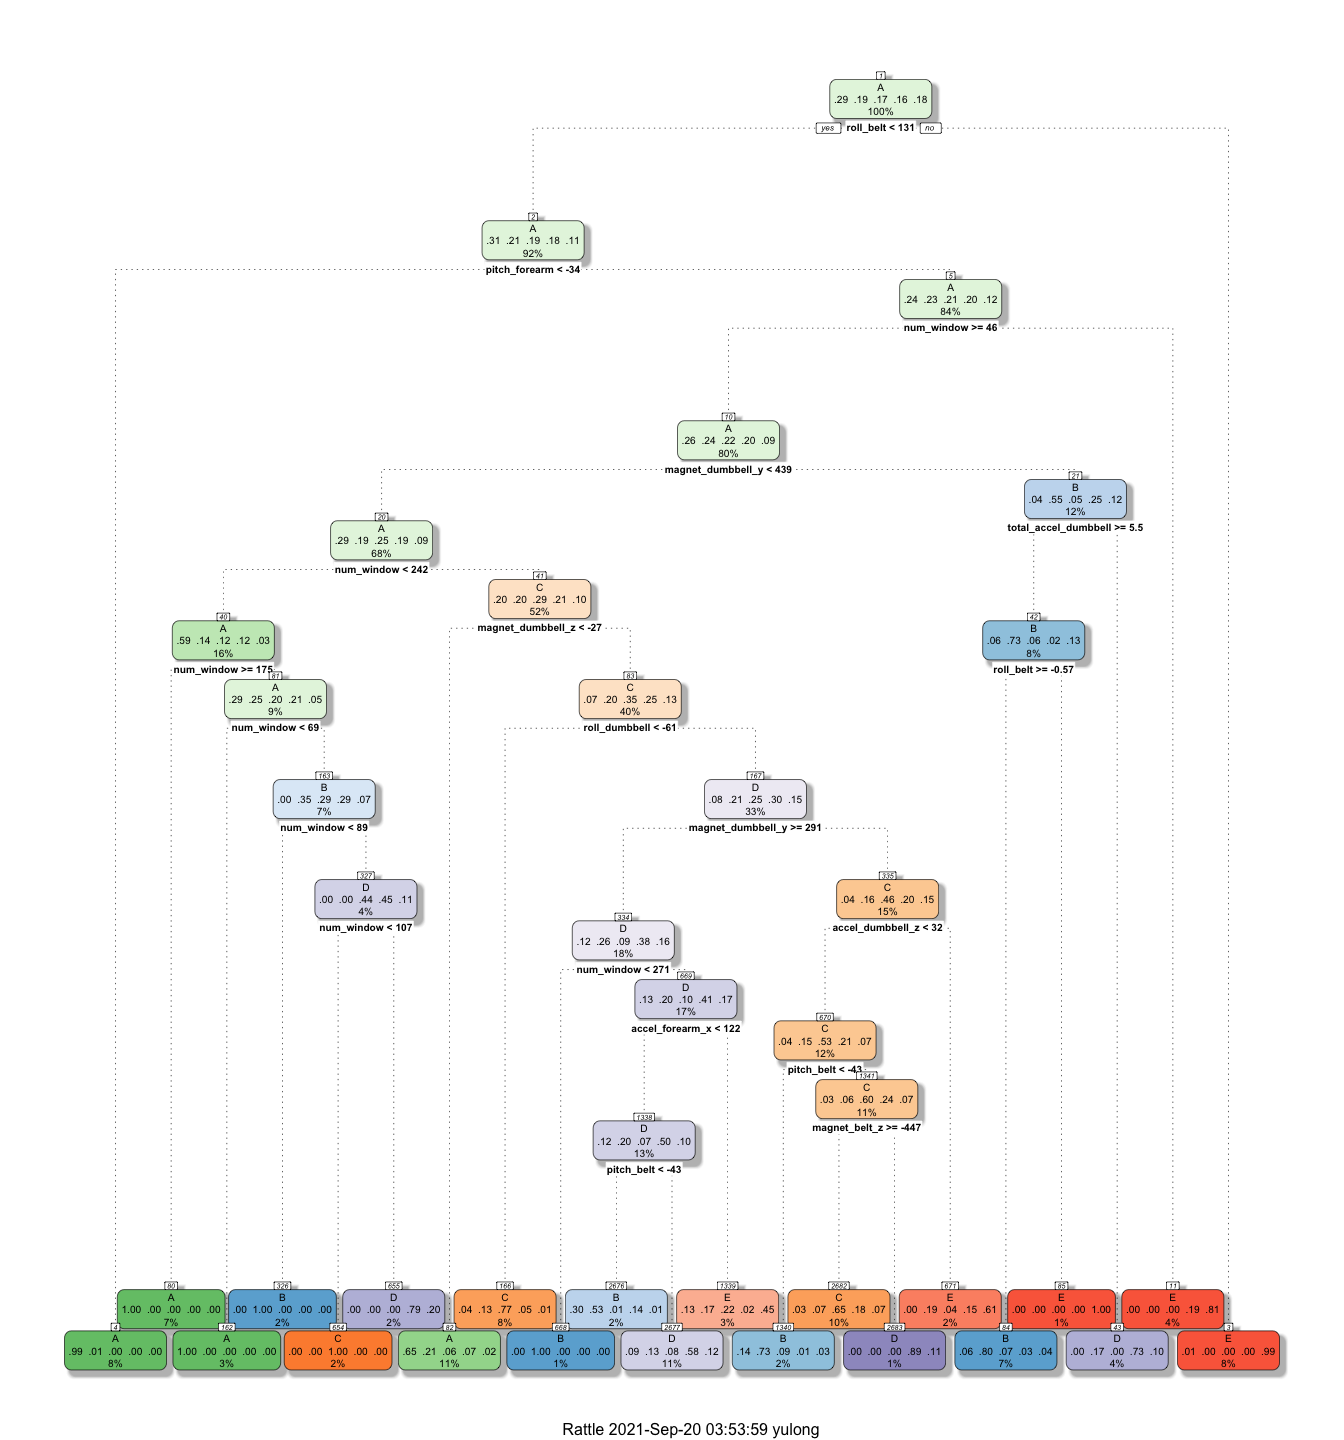 1
A
.29 .19 .17 .16 .18
100%
yes roll_belt < 131 no
2
A
.31 .21 .19 .18 .11
92%
pitch_forearm < -34
5
A
.24 .23 .21 .20 .12
84%
num_window >= 46
10
A
.26 .24 .22 .20 .09
80%
magnet_dumbbell_y < 439
21
B
.04 .55 .05 .25 .12
12%
total_accel_dumbbell >= 5.5
20
A
.29 .19 .25 .19 .09
68%
num_window < 242
41
C
.20 .20 .29 .21 .10
52%
magnet_dumbbell_z < -27
40
A
.59 .14 .12 .12 .03
16%
num_window >= 175
42
B
.06 .73 .06 .02 .13
8%
roll_belt >= -0.57
81
A
.29 .25 .20 .21 .05
9%
num_window < 69
83
C
.07 .20 .35 .25 .13
40%
roll_dumbbell < -61
163
B
.00 .35 .29 .29 .07
7%
num_window < 89
167
D
.08 .21 .25 .30 .15
33%
magnet_dumbbell_y >= 291
327
D
.00 .00 .44 .45 .11
4%
num_window < 107
335
C
.04 .16 .46 .20 .15
15%
accel_dumbbell_z < 32
334
D
.12 .26 .09 .38 .16
18%
num_window < 271
669
D
.13 .20 .10 .41 .17
17%
accel_forearm_x < 122
670
C
.04 .15 .53 .21 .07
12%
pitch_belt < -43
1341
C
.03 .06 .60 .24 .07
11%
magnet_belt_z >= -447
1338
D
.12 .20 .07 .50 .10
13%
pitch_belt < -43
80
A
1.00 .00 .00 .00 .00
7%
326
B
.00 1.00 .00 .00 .00
2%
655
D
.00 .00 .00 .79 .20
2%
166
C
.04 .13 .77 .05 .01
8%
2676
B
.30 .53 .01 .14 .01
2%
1339
E
.13 .17 .22 .02 .45
3%
2682
C
.03 .07 .65 .18 .07
10%
671
E
.00 .19 .04 .15 .61
2%
85
E
.00 .00 .00 .00 1.00
1%
11
E
.00 .00 .00 .19 .81
4%
4
A
.99 .01 .00 .00 .00
8%
162
A
1.00 .00 .00 .00 .00
3%
654
C
.00 .00 1.00 .00 .00
2%
82
A
.65 .21 .06 .07 .02
11%
668
B
.00 1.00 .00 .00 .00
1%
2677
D
.09 .13 .08 .58 .12
11%
1340
B
.14 .73 .09 .01 .03
2%
2683
D
.00 .00 .00 .89 .11
1%
84
B
.06 .80 .07 .03 .04
7%
43
D
.00 .17 .00 .73 .10
4%
3
E
.01 .00 .00 .00 .99
8%
Rattle 2021-Sep-20 03:53:59 yulong